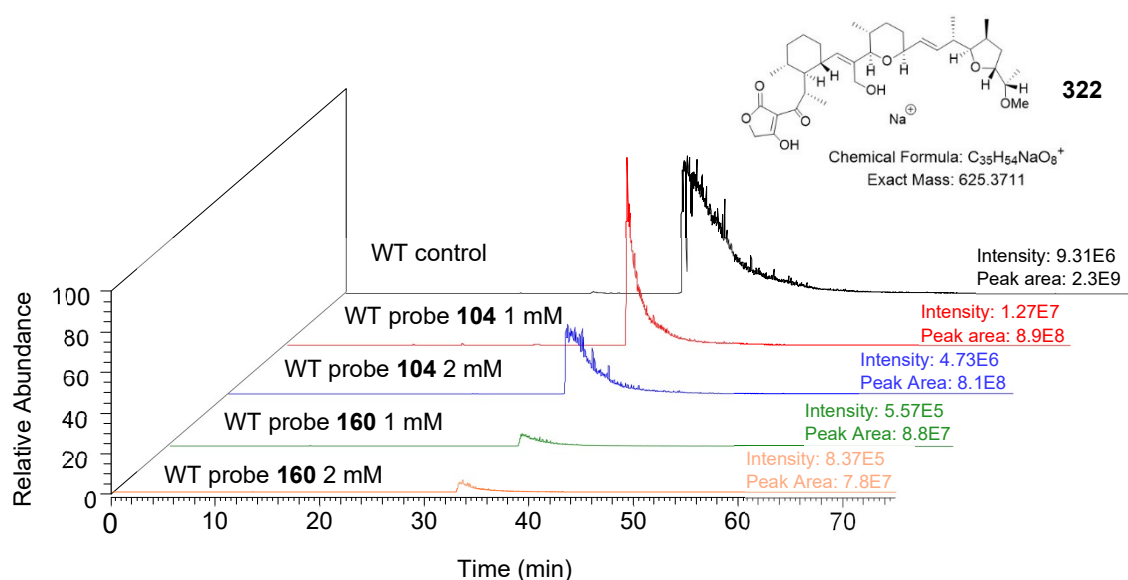 O
O
O
OH
OH
O
H
H
H
O
H
H
H
OMe
Na⊕
322
Chemical Formula: C35H54NaO8+
Exact Mass: 625.3711
WT control
Intensity: 9.31E6
Peak area: 2.3E9
WT probe 104 1 mM
Intensity: 1.27E7
Peak area: 8.9E8
WT probe 104 2 mM
Intensity: 4.73E6
Peak Area: 8.1E8
WT probe 160 1 mM
Intensity: 5.57E5
Peak Area: 8.8E7
WT probe 160 2 mM
Intensity: 8.37E5
Peak Area: 7.8E7
Relative Abundance
100
80
60
40
20
0
0 10 20 30 40 50 60 70
Time (min)